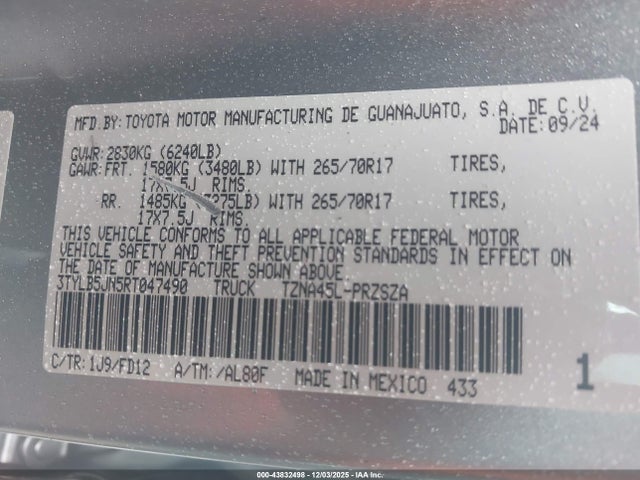 MFD.BY:TOYOTA MOTOR MANUFACTURING DE GUANAJUATO, S.A. DE C.V.
DATE:09/24
GVWR:2830KG (6240LB)
GAWR:FRT. 1580KG (3480LB) WITH 265/70R17 TIRES,
17X7.5J RIMS.
RR. 1485KG (3275LB) WITH 265/70R17 TIRES,
17X7.5J RIMS.
THIS VEHICLE CONFORMS TO ALL APPLICABLE FEDERAL MOTOR
VEHICLE SAFETY AND THEFT PREVENTION STANDARDS IN EFFECT ON
THE DATE OF MANUFACTURE SHOWN ABOVE.
3TYLB5JN5RT047490 TRUCK TZNA45L-PRZSZA
C/TR:1J9/FD12 A/TM:/AL80F MADE IN MEXICO 433 1
000-43832498 - 12/03/2025 - IAA Inc.